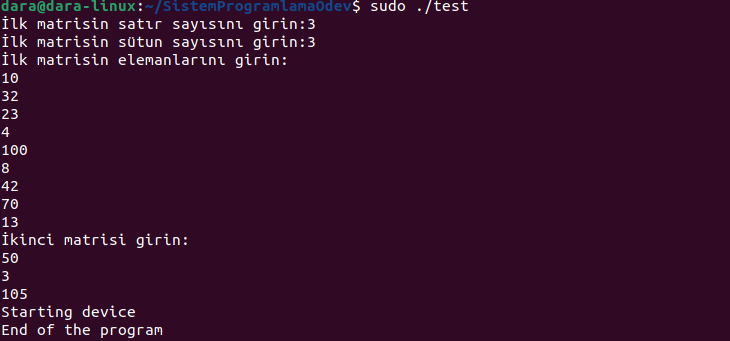 dara@dara-linux:~/SistemProgramlamaOdev$ sudo ./test
İlk matrisin satır sayısını girin:3
İlk matrisin sütun sayısını girin:3
İlk matrisin elemanlarını girin:
10
32
23
4
100
8
42
70
13
İkinci matrisi girin:
50
3
105
Starting device
End of the program